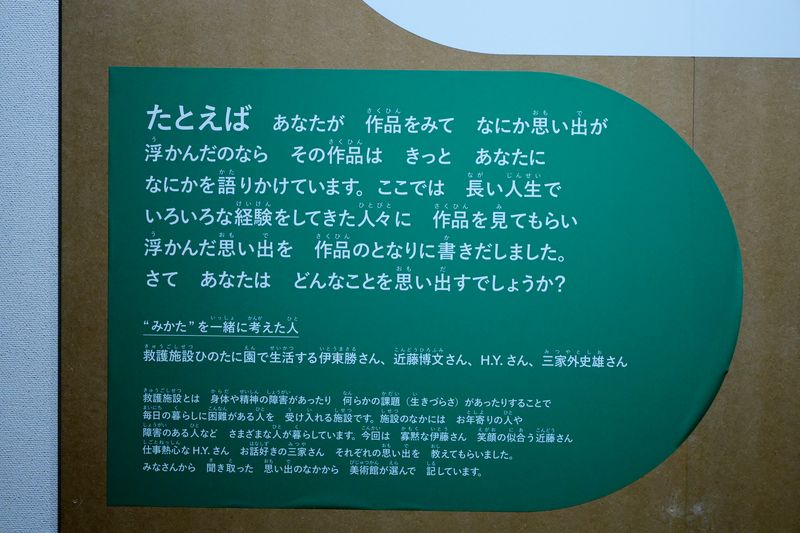 たとえば　あなたが　作品をみて　なにか思い出が
浮かんだのなら　その作品は　きっと　あなたに
なにかを語りかけています。ここでは　長い人生で
いろいろな経験をしてきた人々に　作品を見てもらい
浮かんだ思い出を　作品のとなりに書きだしました。
さて　あなたは　どんなことを思い出すでしょうか？
“みかた”を一緒に考えた人
救護施設ひのたに園で生活する伊東勝さん、近藤博文さん、H.Y.さん、三家外史雄さん
救護施設とは　身体や精神の障害があったり　何らかの課題（生きづらさ）があったりすることで
毎日の暮らしに困難がある人を　受け入れる施設です。施設のなかには　お年寄りの人や
障害のある人など　さまざまな人が暮らしています。今回は　寡黙な伊藤さん　笑顔の似合う近藤さん
仕事熱心なH.Y.さん　お話好きの三家さん　それぞれの思い出を　教えてもらいました。
みなさんから　聞き取った　思い出のなかから　美術館が選んで　記しています。